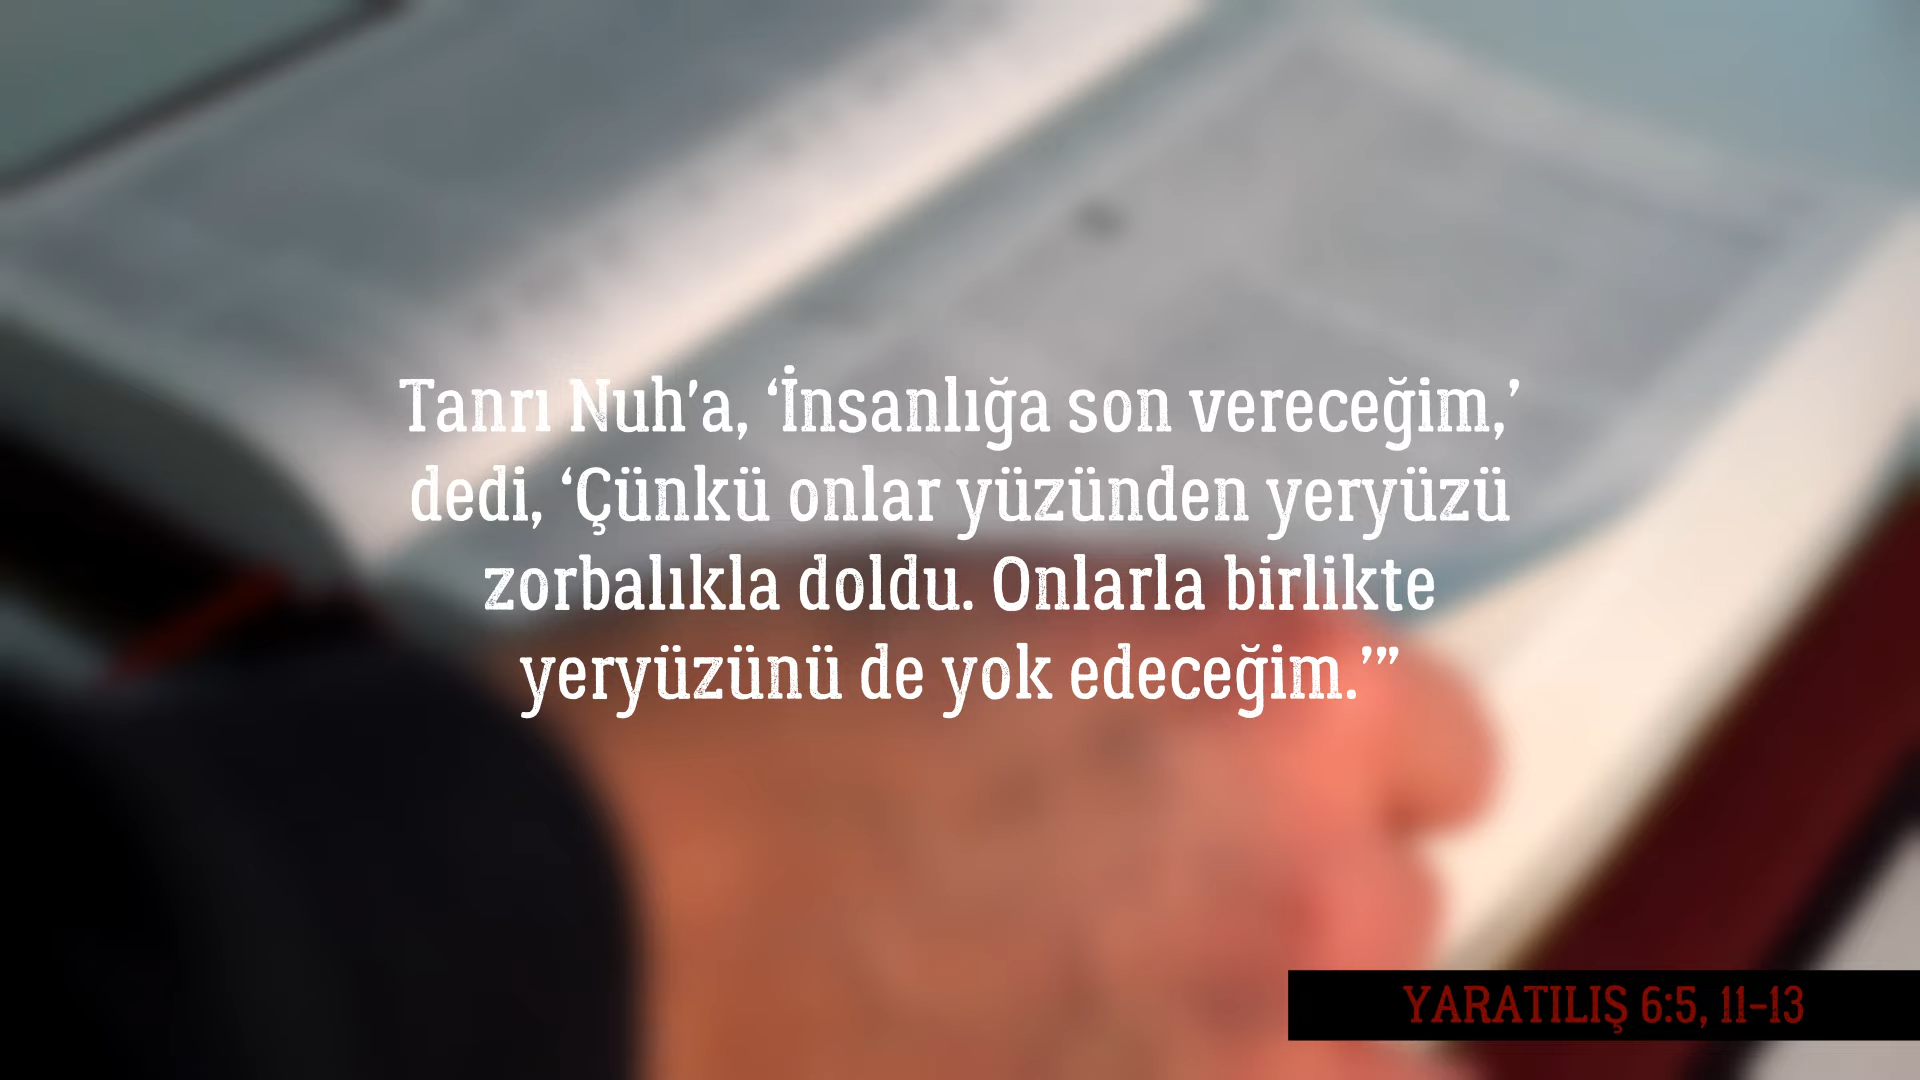 Tanrı Nuh'a, ‘İnsanlığa son vereceğim,’
dedi, ‘Çünkü onlar yüzünden yeryüzü
zorbalıkla doldu. Onlarla birlikte
yeryüzünü de yok edeceğim.’”
YARATILIŞ 6:5, 11-13